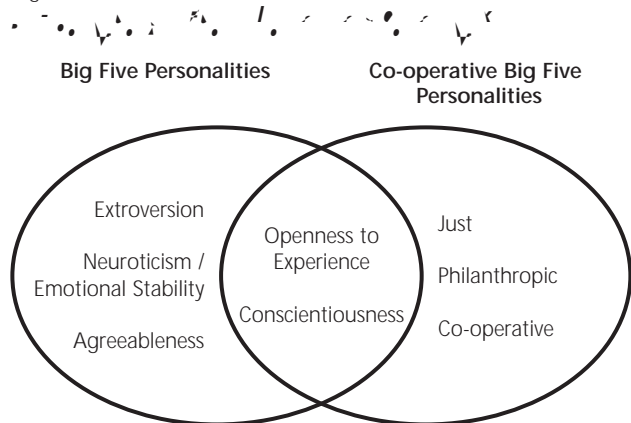 Big Five Personalities
Co-operative Big Five
Personalities
Extroversion
Neuroticism /
Emotional Stability
Agreeableness
Openness to
Experience
Conscientiousness
Just
Philanthropic
Co-operative